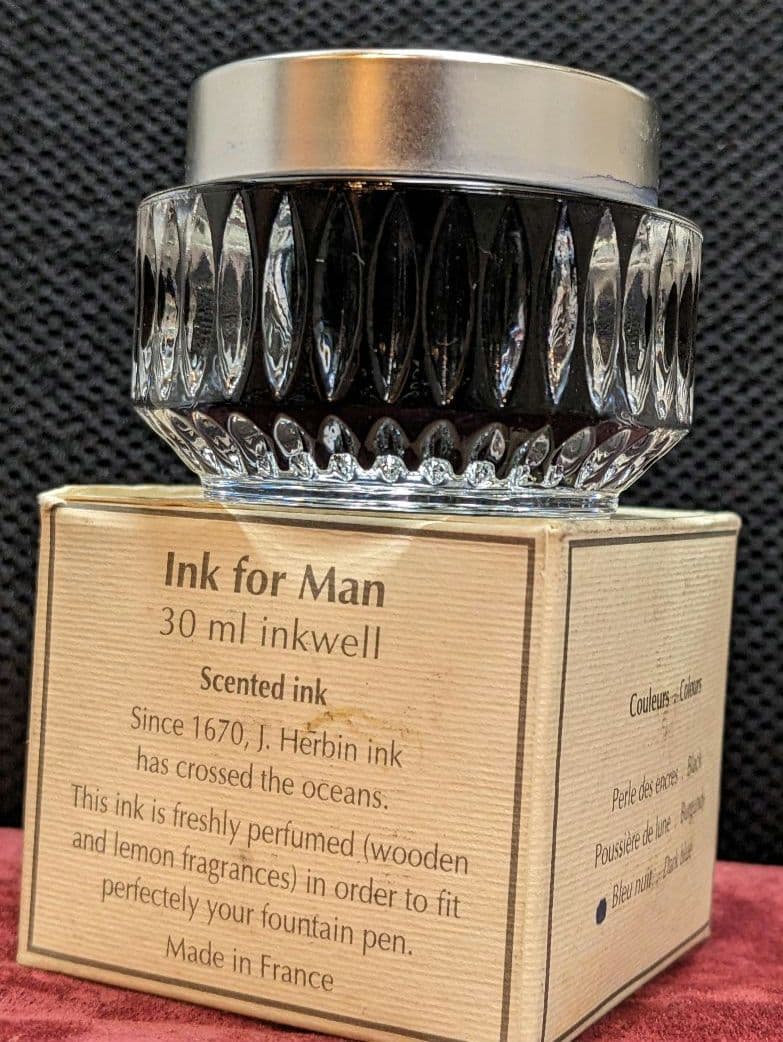 Ink for Man
30 ml inkwell
Scented ink
Since 1670, J. Herbin ink
has crossed the oceans.
This ink is freshly perfumed (wooden
and lemon fragrances) in order to fit
perfectely your fountain pen.
Made in France
Couleurs - Colours
Perle des encres - Black
Poussière de lune - Burgundy
Bleu nuit - Dark blue